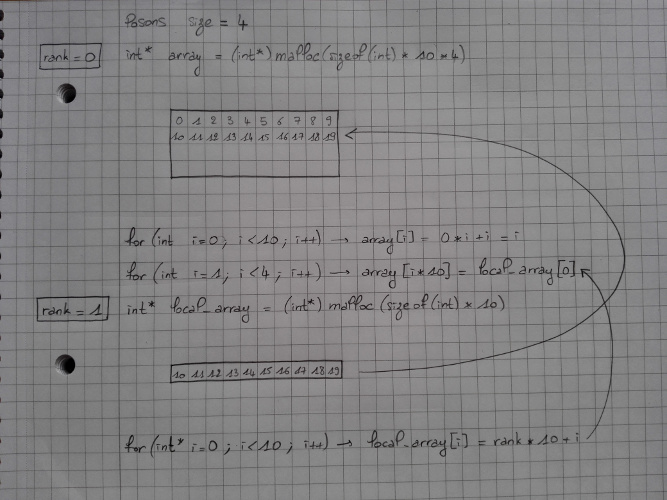 Posons size = 4
rank = 0 int* array = (int*) malloc(sizeof(int) * 10 * 4)
0 1 2 3 4 5 6 7 8 9
10 11 12 13 14 15 16 17 18 19
for (int i=0; i<10; i++) → array[i] = 0*i+i = i
for (int i=1; i<4; i++) → array[i*10] = local_array[0]
rank = 1 int* local_array = (int*) malloc(sizeof(int) * 10)
10 11 12 13 14 15 16 17 18 19
for (int* i=0; i<10; i++) → local_array[i] = rank * 10 + i